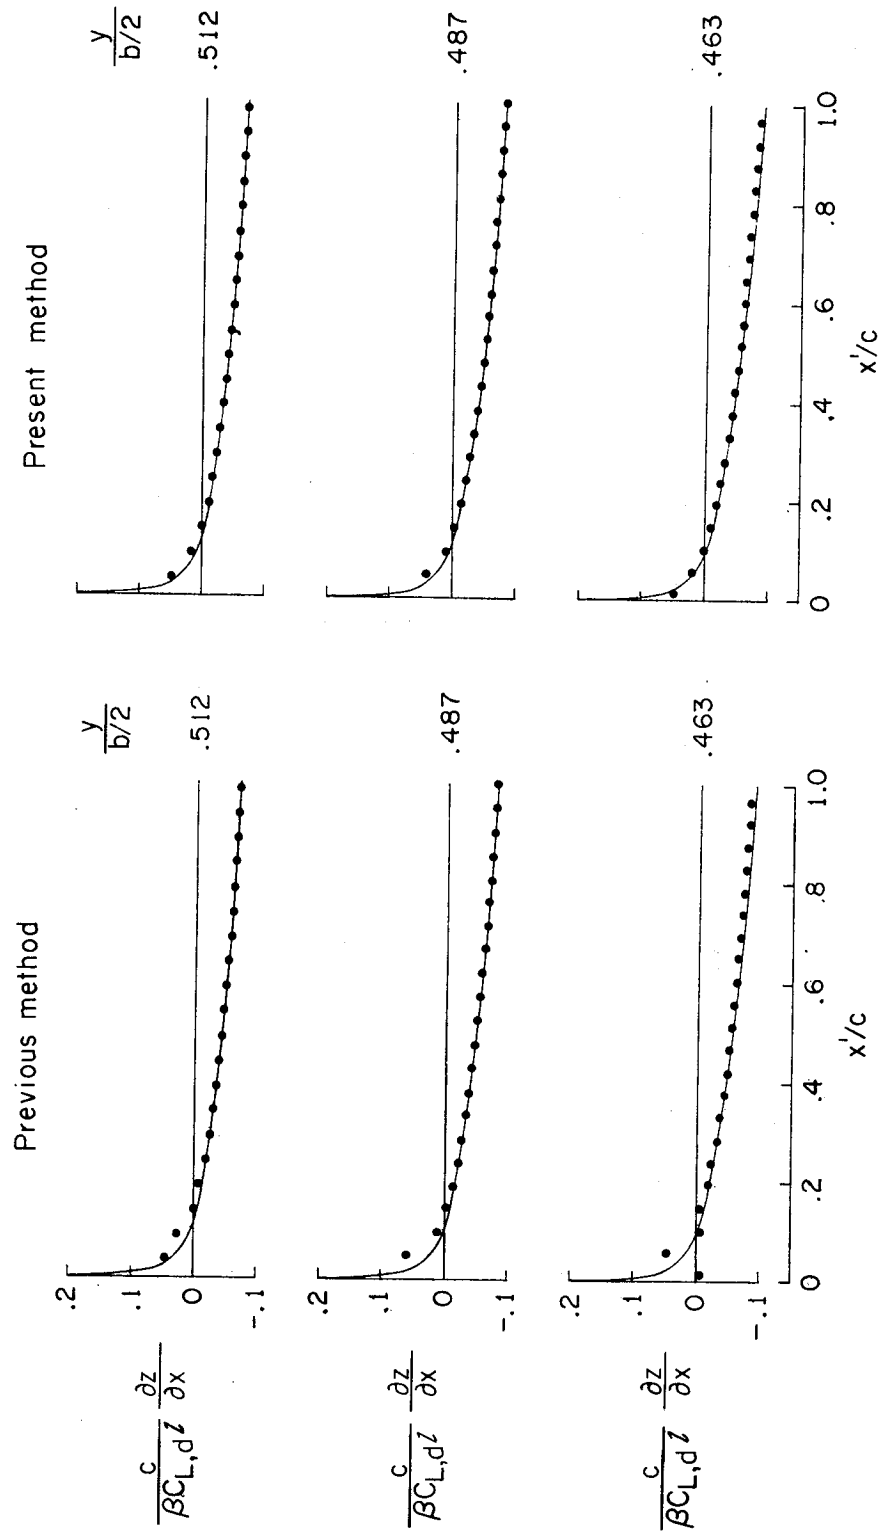 Previous method
Present method
y
b/2
y
b/2
c
βC_L,d l
∂z
∂x
.2
.1
0
-.1
.512
.512
c
βC_L,d l
∂z
∂x
.2
.1
0
-.1
.487
.487
c
βC_L,d l
∂z
∂x
.2
.1
0
-.1
.463
.463
0 .2 .4 .6 .8 1.0
0 .2 .4 .6 .8 1.0
x'/c
x'/c